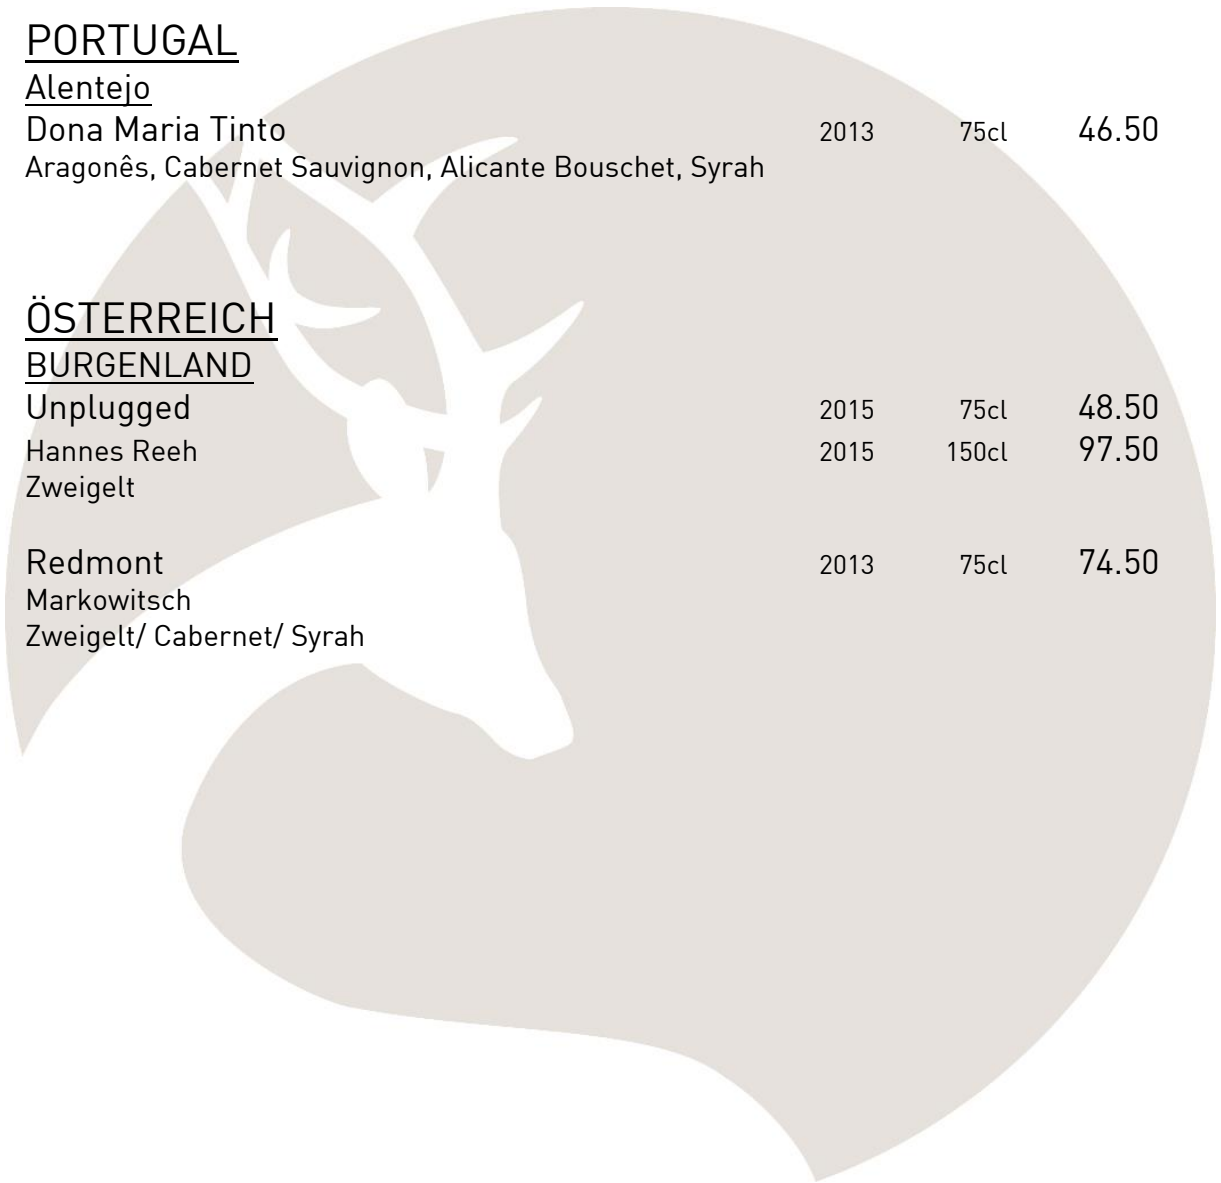 PORTUGAL
Alentejo
Dona Maria Tinto 2013 75cl 46.50
Aragonês, Cabernet Sauvignon, Alicante Bouschet, Syrah
ÖSTERREICH
BURGENLAND
Unplugged 2015 75cl 48.50
Hannes Reeh 2015 150cl 97.50
Zweigelt
Redmont 2013 75cl 74.50
Markowitsch
Zweigelt/ Cabernet/ Syrah